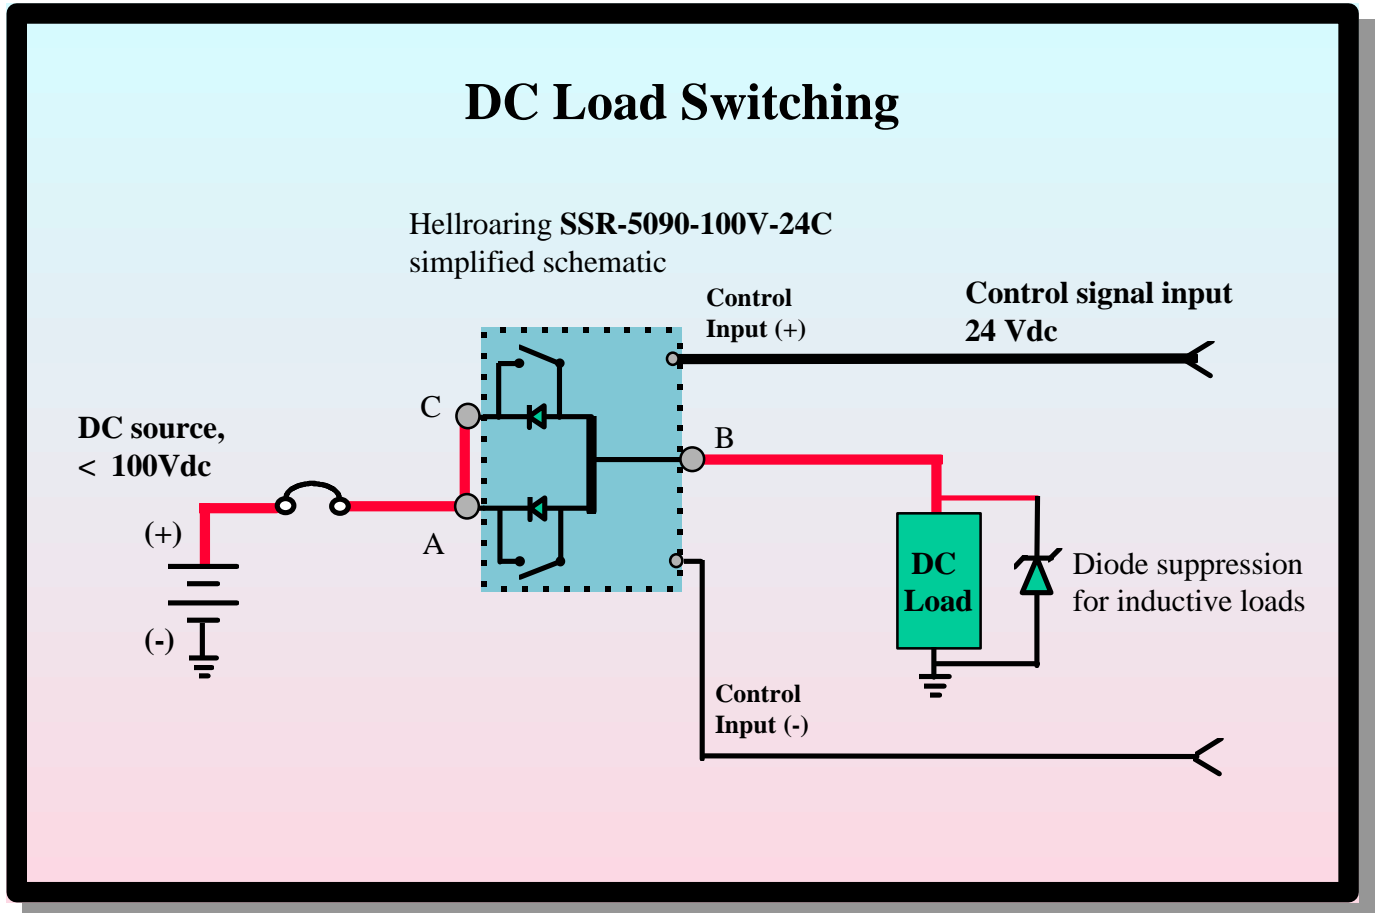 DC Load Switching
Hellroaring SSR-5090-100V-24C
simplified schematic
Control
Input (+)
Control signal input
24 Vdc
C
DC source,
< 100Vdc
B
(+)
A
DC
Load
Diode suppression
for inductive loads
(-)
Control
Input (-)